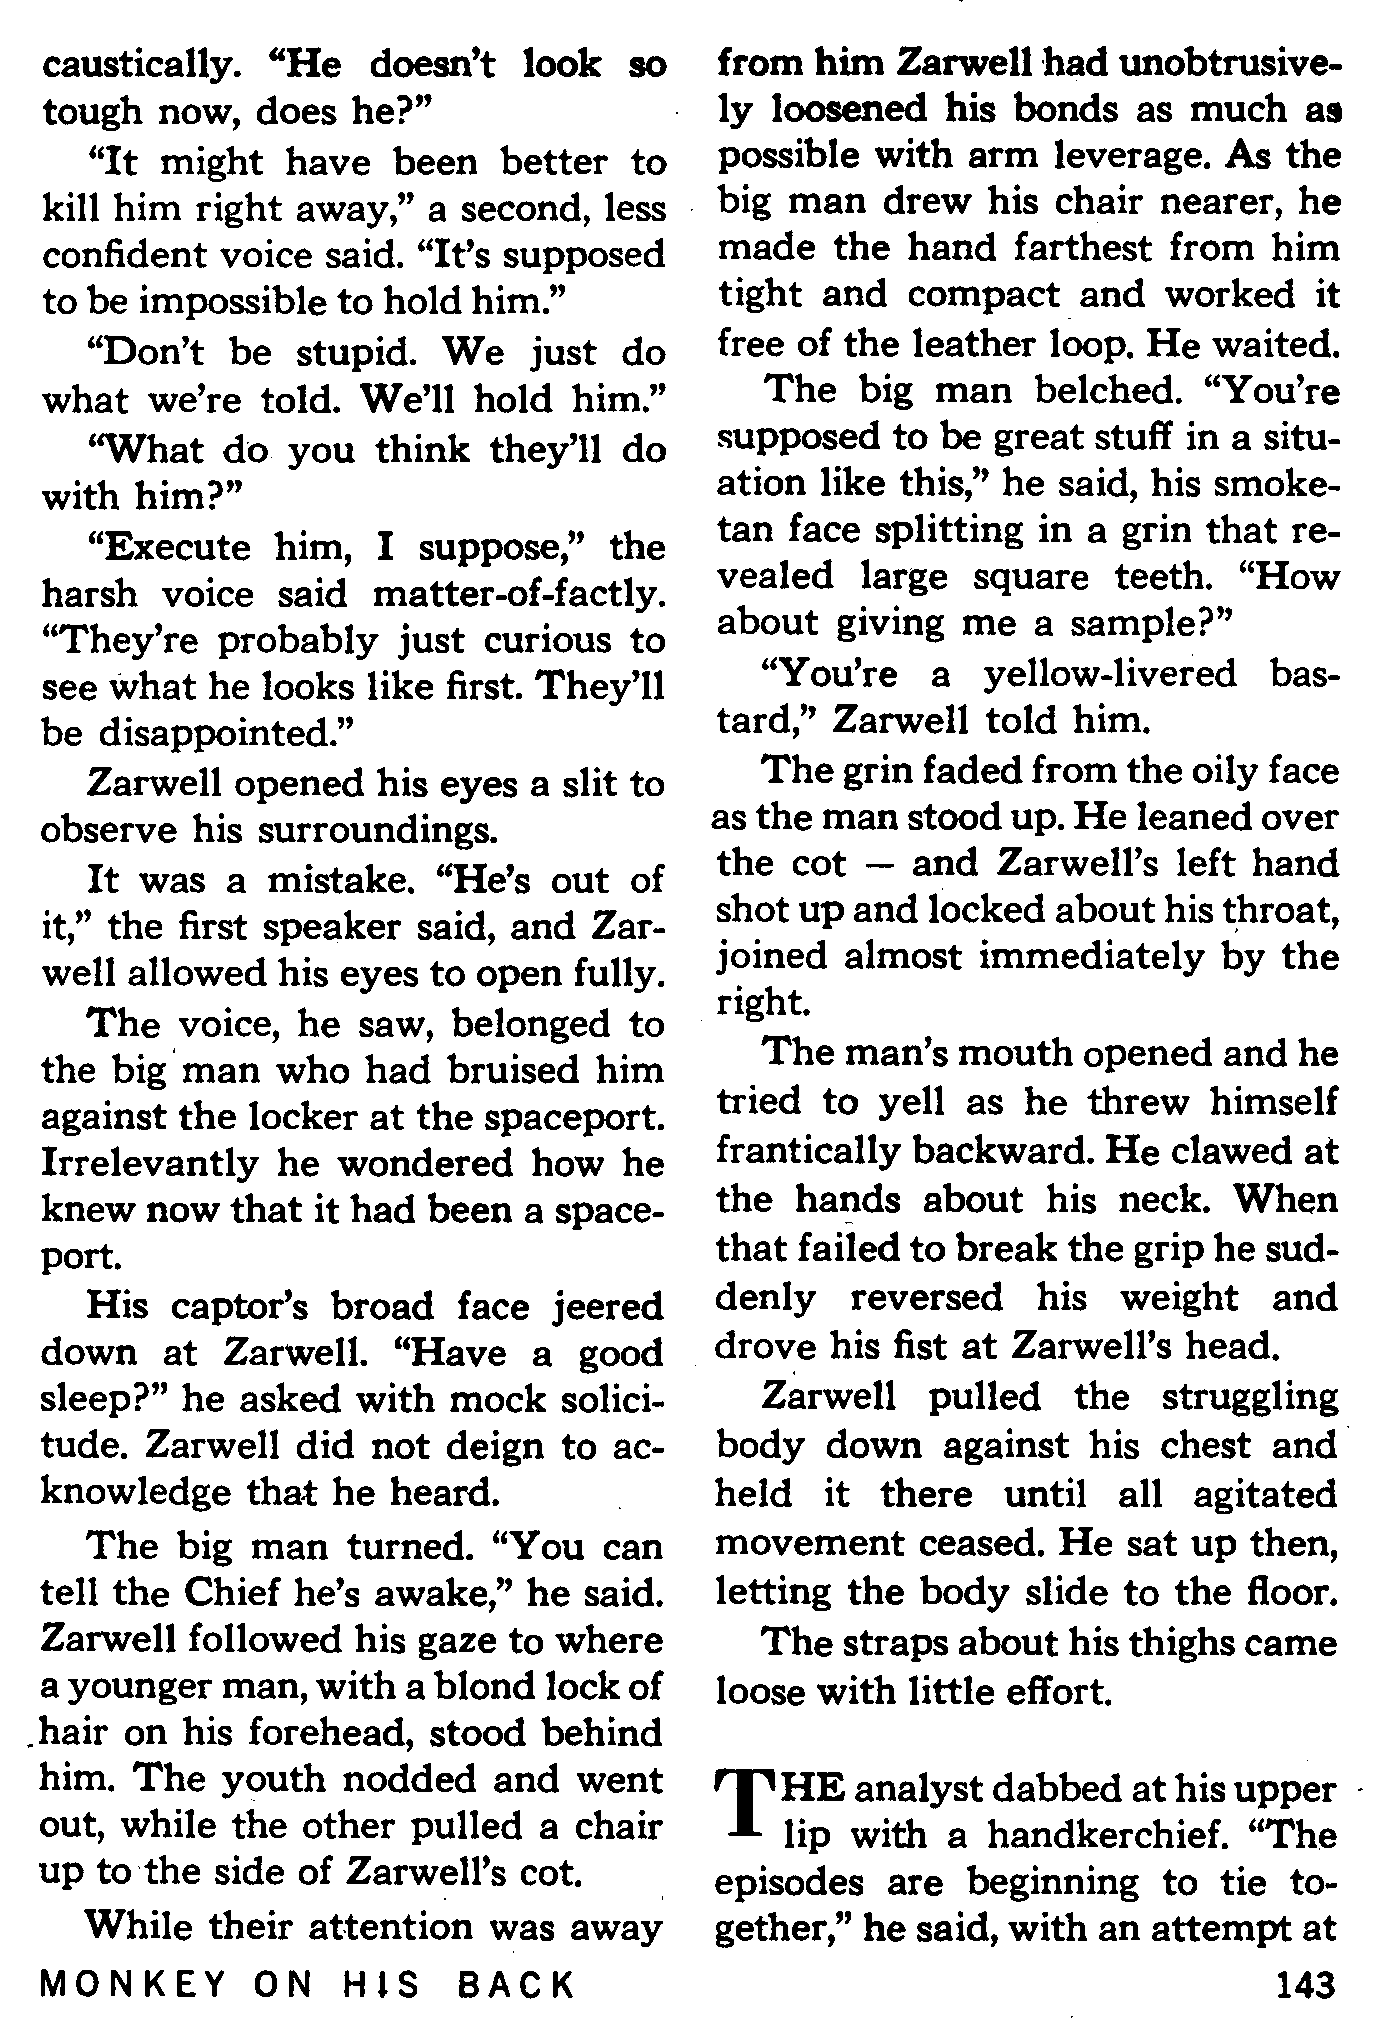 caustically. “He doesn’t look so
tough now, does he?”
“It might have been better to
kill him right away,” a second, less
confident voice said. “It’s supposed
to be impossible to hold him.”
“Don’t be stupid. We just do
what we’re told. We’ll hold him.”
“What do you think they’ll do
with him?”
“Execute him, I suppose,” the
harsh voice said matter-of-factly.
“They’re probably just curious to
see what he looks like first. They’ll
be disappointed.”
Zarwell opened his eyes a slit to
observe his surroundings.
It was a mistake. “He’s out of
it,” the first speaker said, and Zar-
well allowed his eyes to open fully.
The voice, he saw, belonged to
the big man who had bruised him
against the locker at the spaceport.
Irrelevantly he wondered how he
knew now that it had been a space-
port.
His captor’s broad face jeered
down at Zarwell. “Have a good
sleep?” he asked with mock solici-
tude. Zarwell did not deign to ac-
knowledge that he heard.
The big man turned. “You can
tell the Chief he’s awake,” he said.
Zarwell followed his gaze to where
a younger man, with a blond lock of
hair on his forehead, stood behind
him. The youth nodded and went
out, while the other pulled a chair
up to the side of Zarwell’s cot.
While their attention was away
from him Zarwell had unobtrusive-
ly loosened his bonds as much as
possible with arm leverage. As the
big man drew his chair nearer, he
made the hand farthest from him
tight and compact and worked it
free of the leather loop. He waited.
The big man belched. “You’re
supposed to be great stuff in a situ-
ation like this,” he said, his smoke-
tan face splitting in a grin that re-
vealed large square teeth. “How
about giving me a sample?”
“You’re a yellow-livered bas-
tard,” Zarwell told him.
The grin faded from the oily face
as the man stood up. He leaned over
the cot — and Zarwell’s left hand
shot up and locked about his throat,
joined almost immediately by the
right.
The man’s mouth opened and he
tried to yell as he threw himself
frantically backward. He clawed at
the hands about his neck. When
that failed to break the grip he sud-
denly reversed his weight and
drove his fist at Zarwell’s head.
Zarwell pulled the struggling
body down against his chest and
held it there until all agitated
movement ceased. He sat up then,
letting the body slide to the floor.
The straps about his thighs came
loose with little effort.
THE analyst dabbed at his upper
lip with a handkerchief. “The
episodes are beginning to tie to-
gether,” he said, with an attempt at
MONKEY ON HIS BACK 143